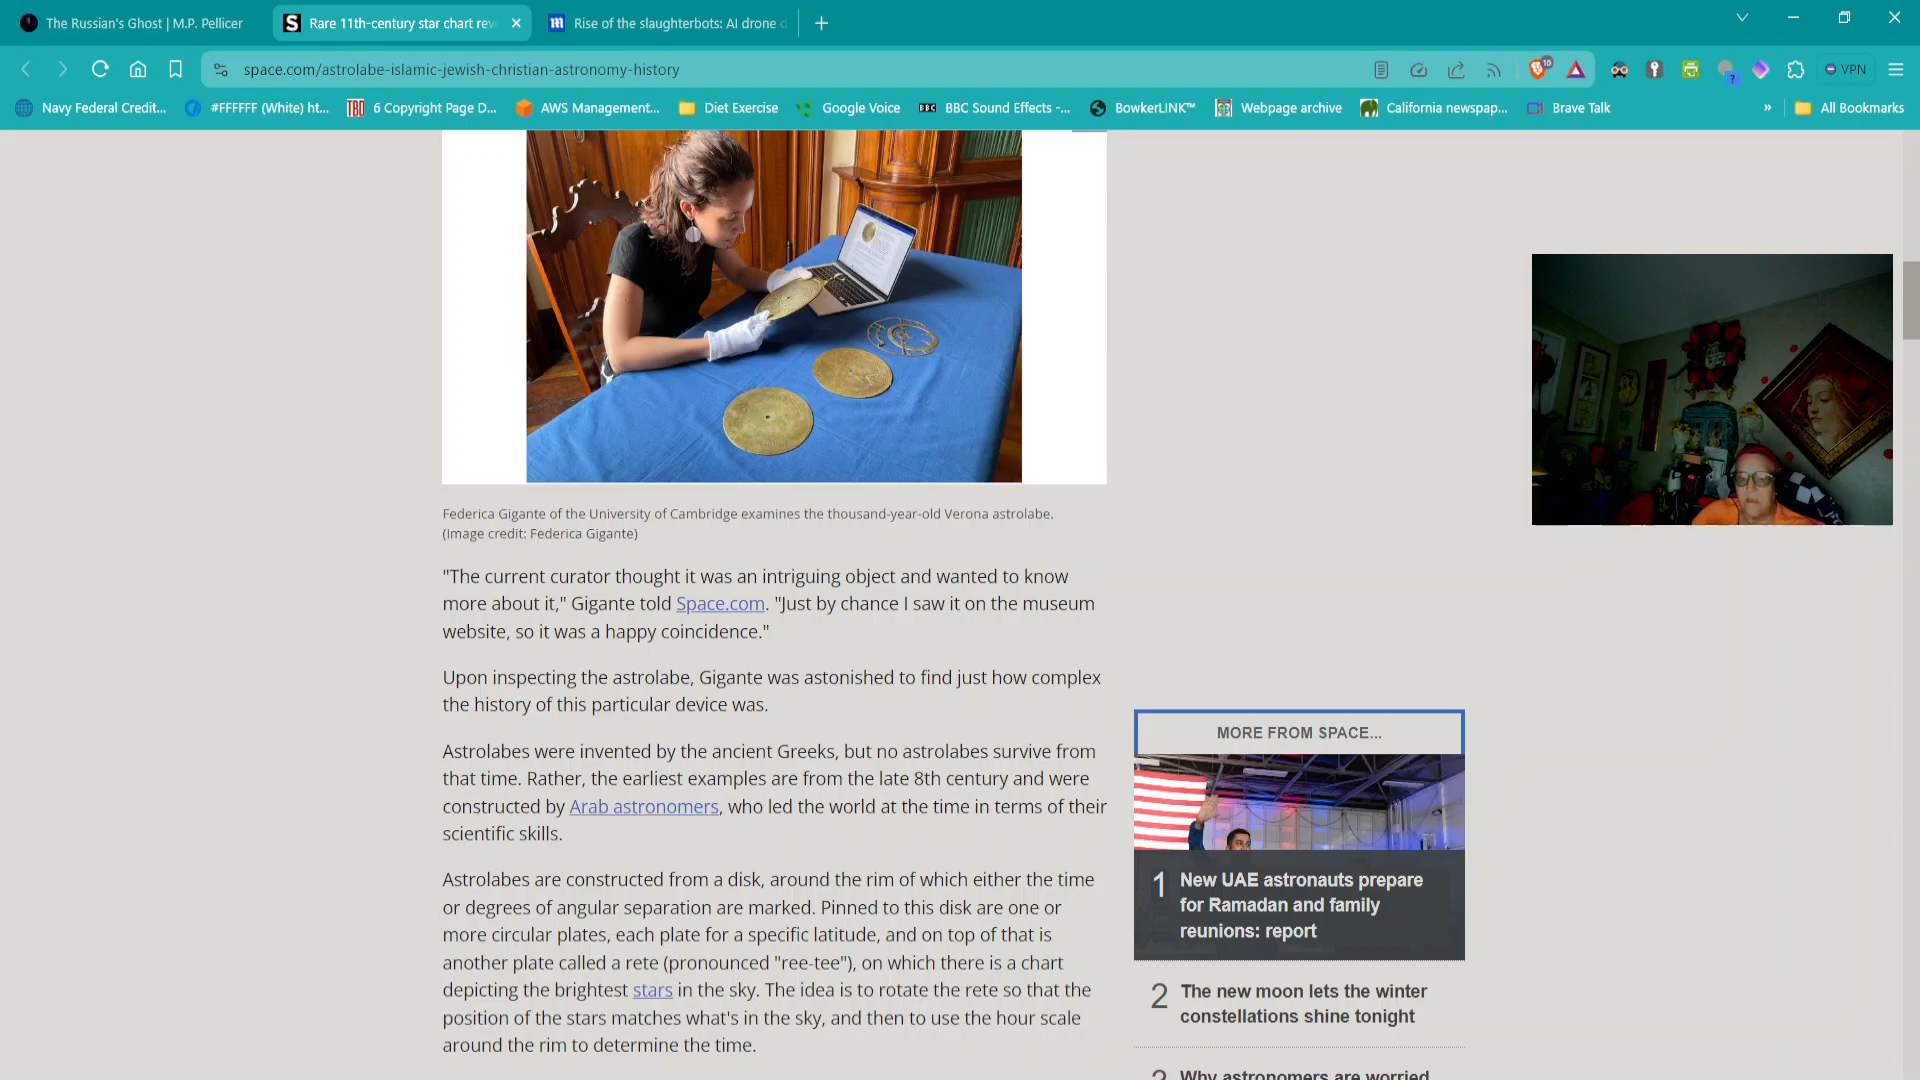 The Russian's Ghost | M.P. Pellicer
Rare 11th-century star chart rev
Rise of the slaughterbots: AI drone d
space.com/astrolabe-islamic-jewish-christian-astronomy-history
10
VPN
Navy Federal Credit...
#FFFFFF (White) ht...
6 Copyright Page D...
AWS Management...
Diet Exercise
Google Voice
BBC Sound Effects -...
BowkerLINK™
Webpage archive
California newspap...
Brave Talk
»
All Bookmarks
Federica Gigante of the University of Cambridge examines the thousand-year-old Verona astrolabe.
(Image credit: Federica Gigante)
"The current curator thought it was an intriguing object and wanted to know
more about it," Gigante told Space.com. "Just by chance I saw it on the museum
website, so it was a happy coincidence."
Upon inspecting the astrolabe, Gigante was astonished to find just how complex
the history of this particular device was.
Astrolabes were invented by the ancient Greeks, but no astrolabes survive from
that time. Rather, the earliest examples are from the late 8th century and were
constructed by Arab astronomers, who led the world at the time in terms of their
scientific skills.
Astrolabes are constructed from a disk, around the rim of which either the time
or degrees of angular separation are marked. Pinned to this disk are one or
more circular plates, each plate for a specific latitude, and on top of that is
another plate called a rete (pronounced "ree-tee"), on which there is a chart
depicting the brightest stars in the sky. The idea is to rotate the rete so that the
position of the stars matches what's in the sky, and then to use the hour scale
around the rim to determine the time.
MORE FROM SPACE...
1 New UAE astronauts prepare
for Ramadan and family
reunions: report
2 The new moon lets the winter
constellations shine tonight
Why astronomers are worried